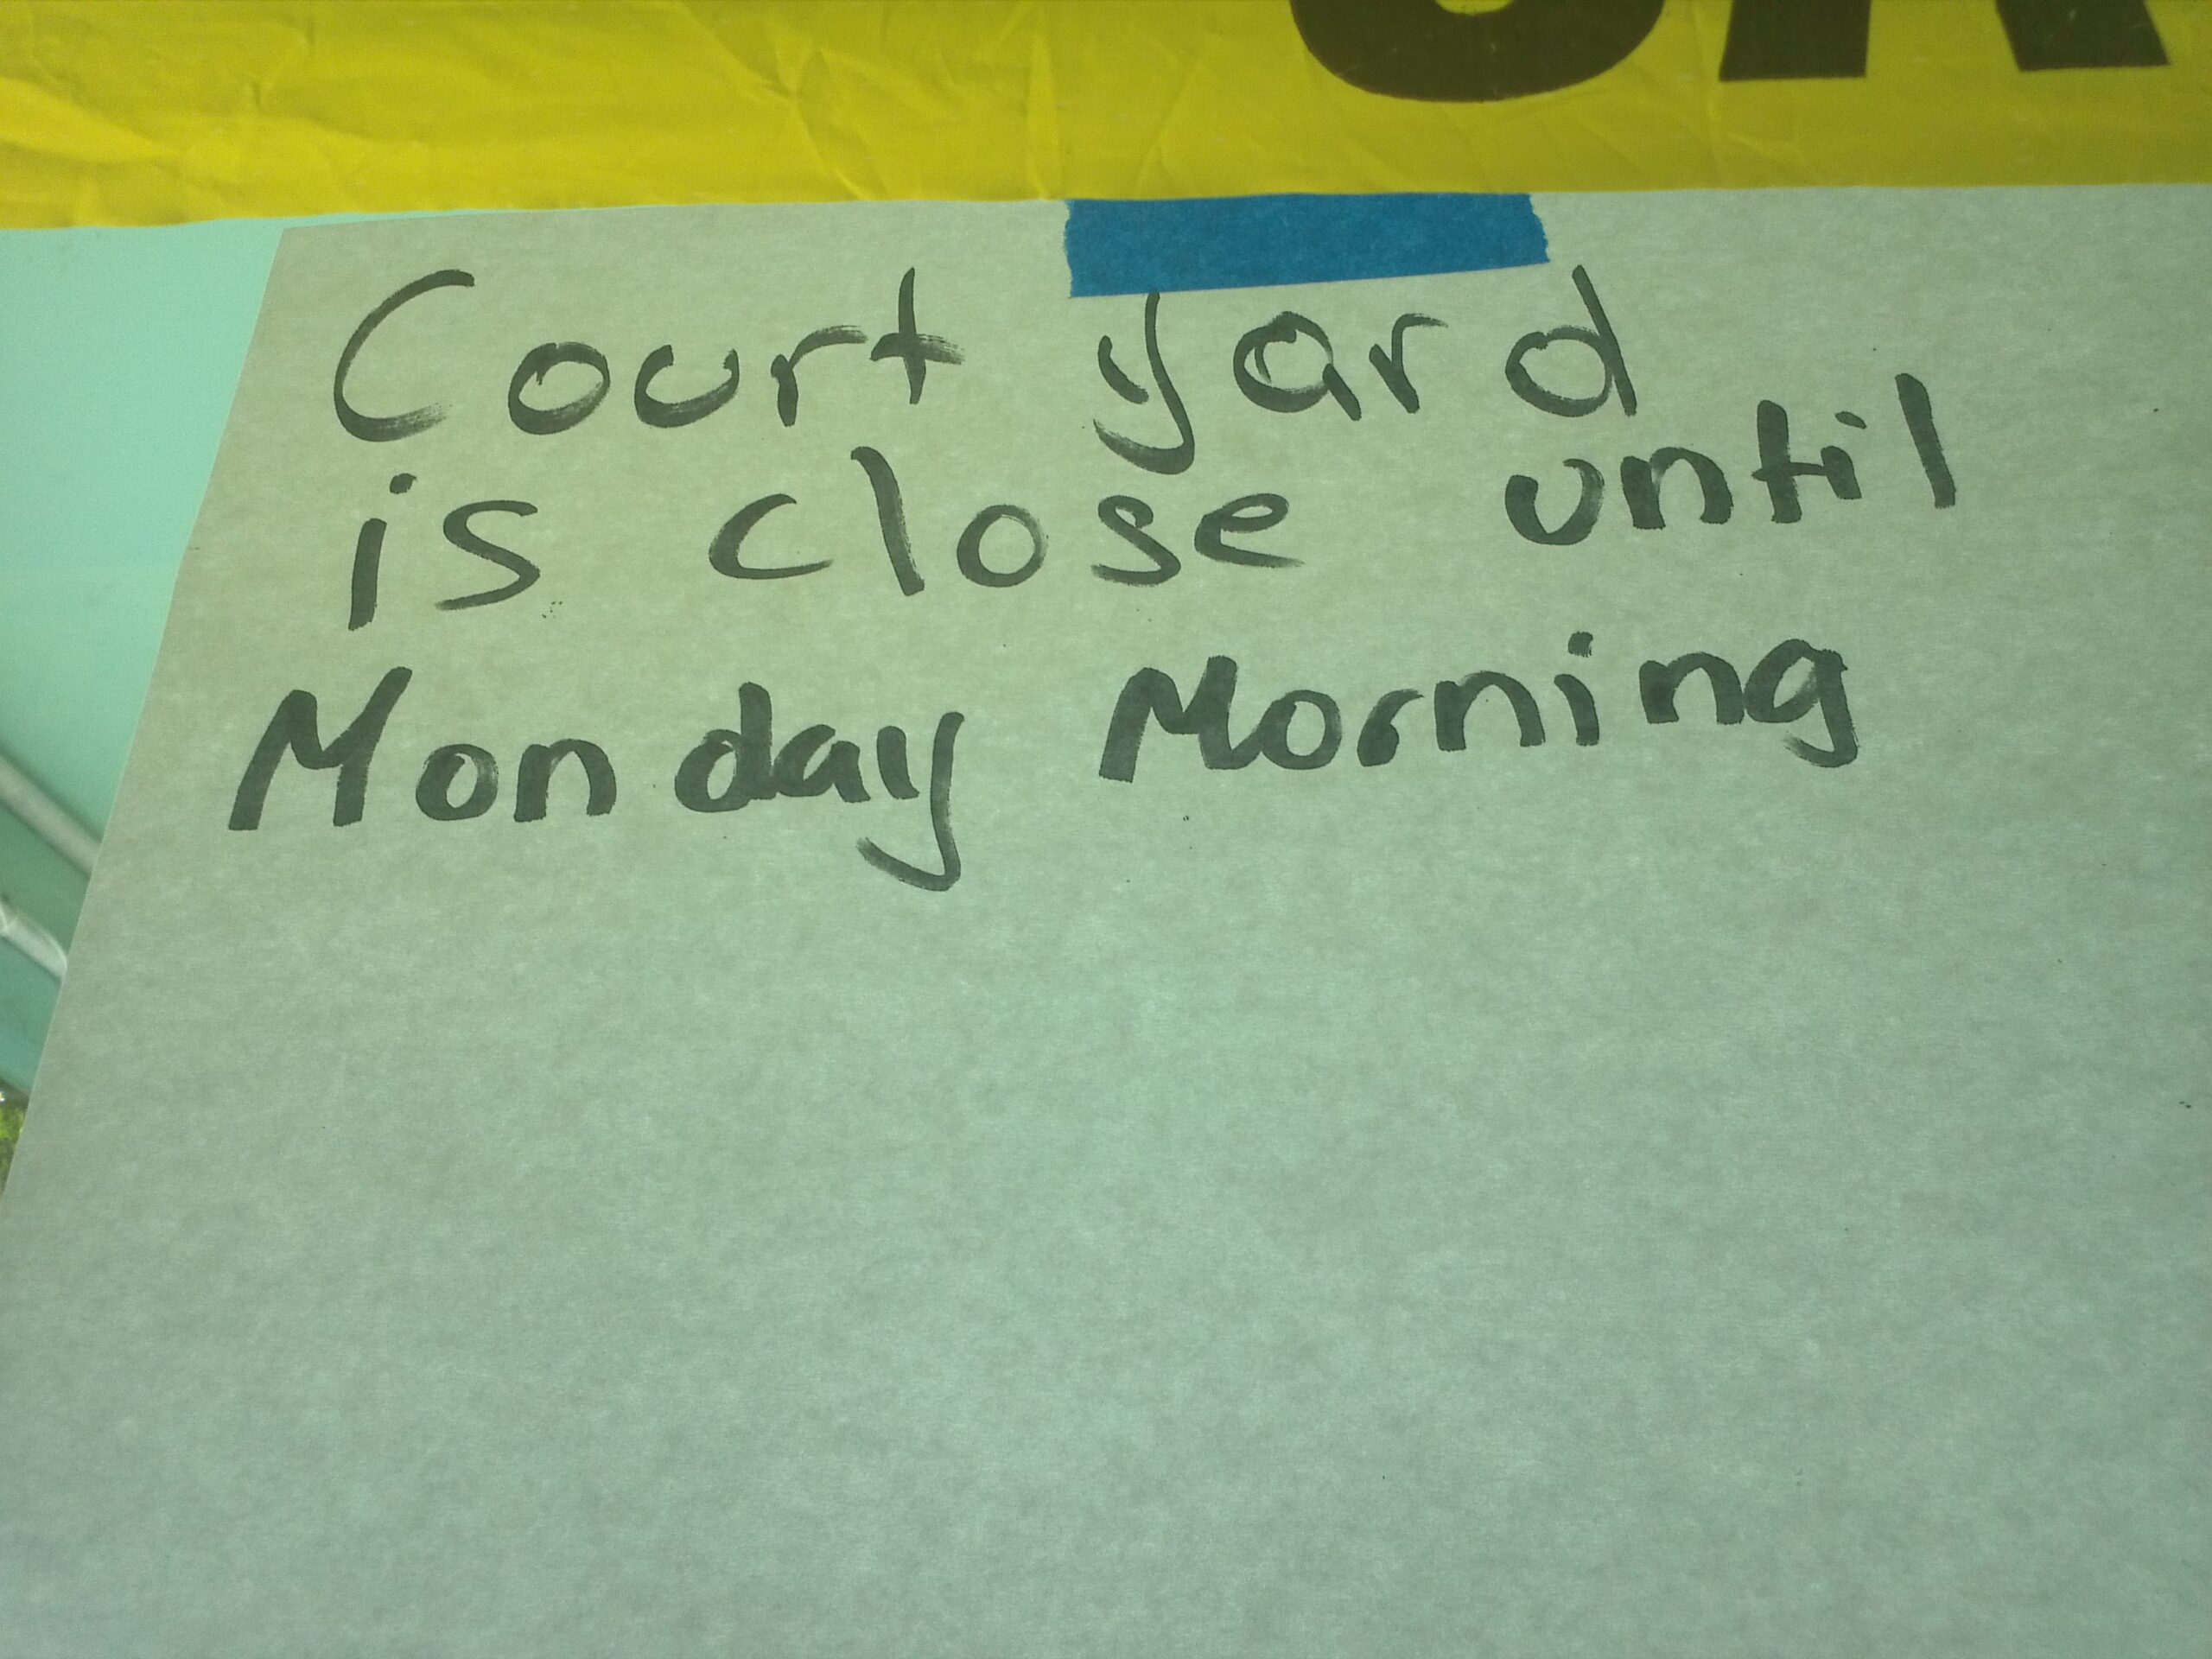 Court yard
is close until
Monday Morning